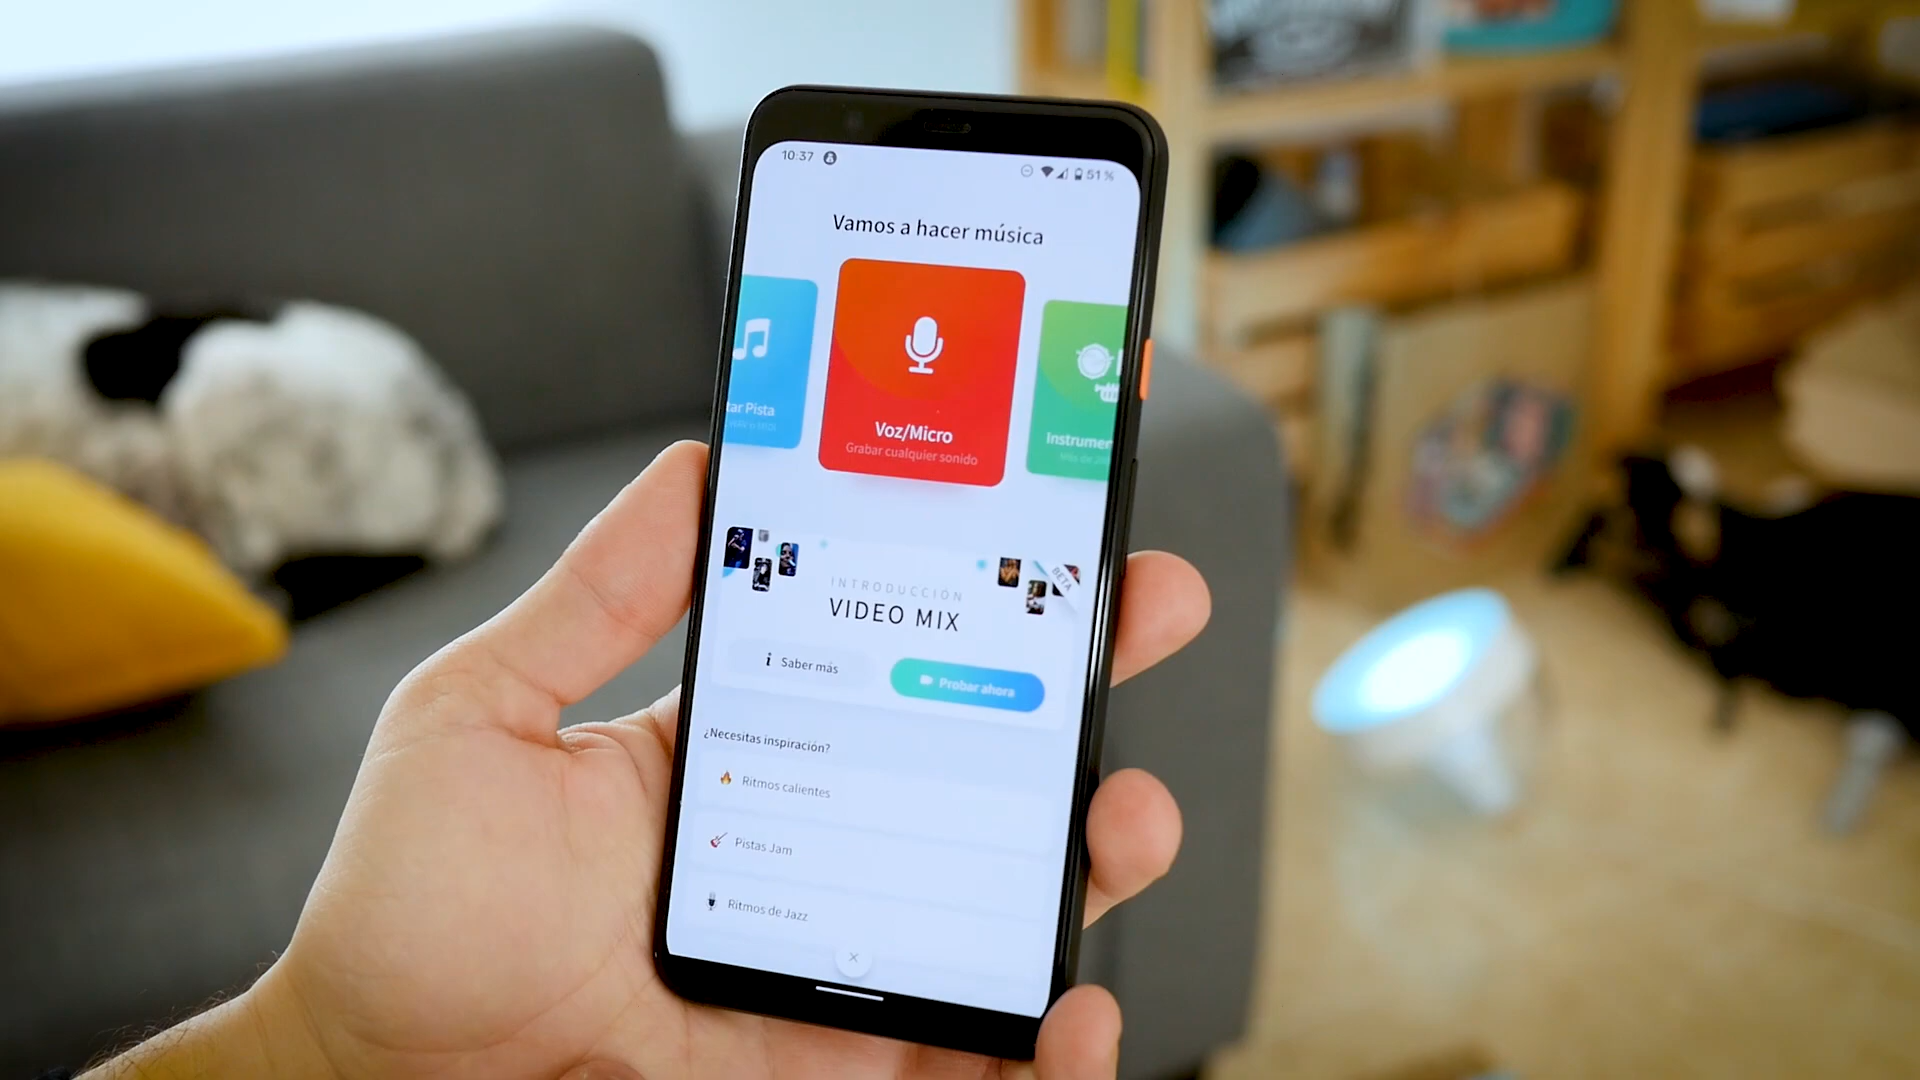 10:37
51 %
Vamos a hacer música
tar Pista
Voz/Micro
Grabar cualquier sonido
Instrumen
INTRODUCCIÓN
VIDEO MIX
BETA
Saber más
Probar ahora
¿Necesitas inspiración?
Ritmos calientes
Pistas Jam
Ritmos de Jazz